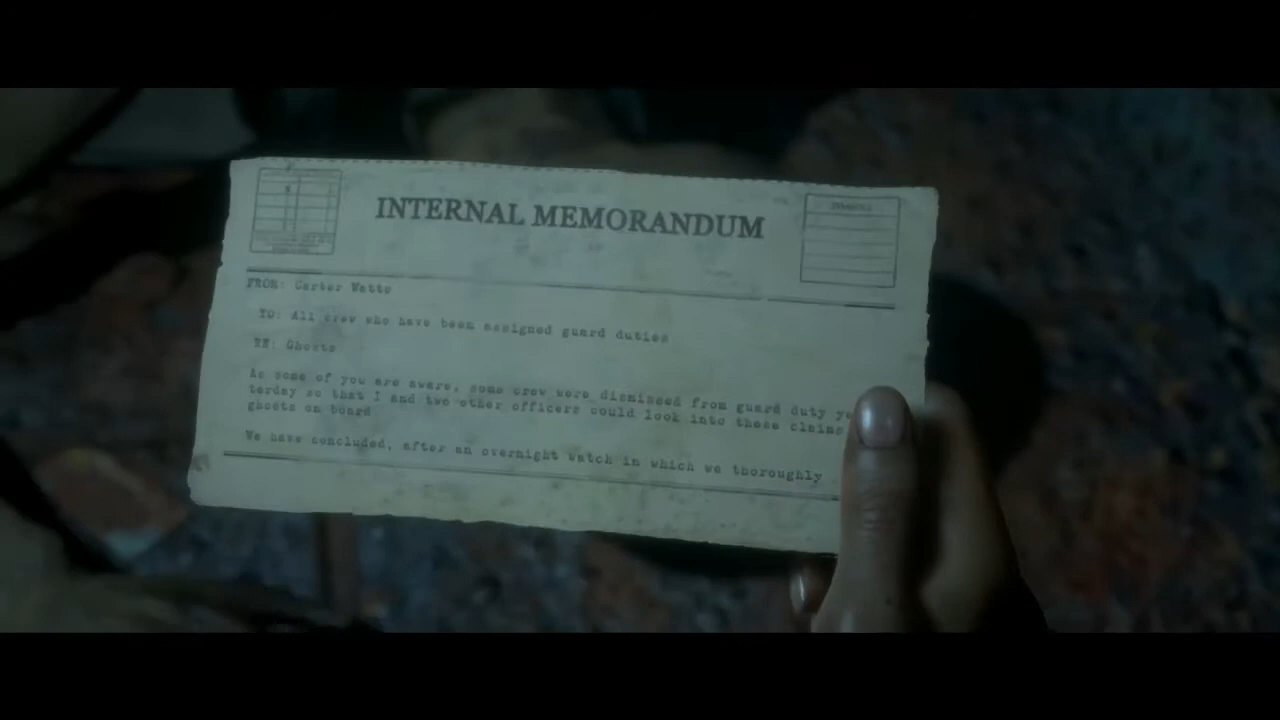 INTERNAL MEMORANDUM
FROM: Carter Watts
TO: All crew who have been assigned guard duties
RE: Ghosts
As some of you are aware, some crew were dismissed from guard duty ye
terday so that I and two other officers could look into these claims
ghosts on board
We have concluded, after an overnight watch in which we thoroughly